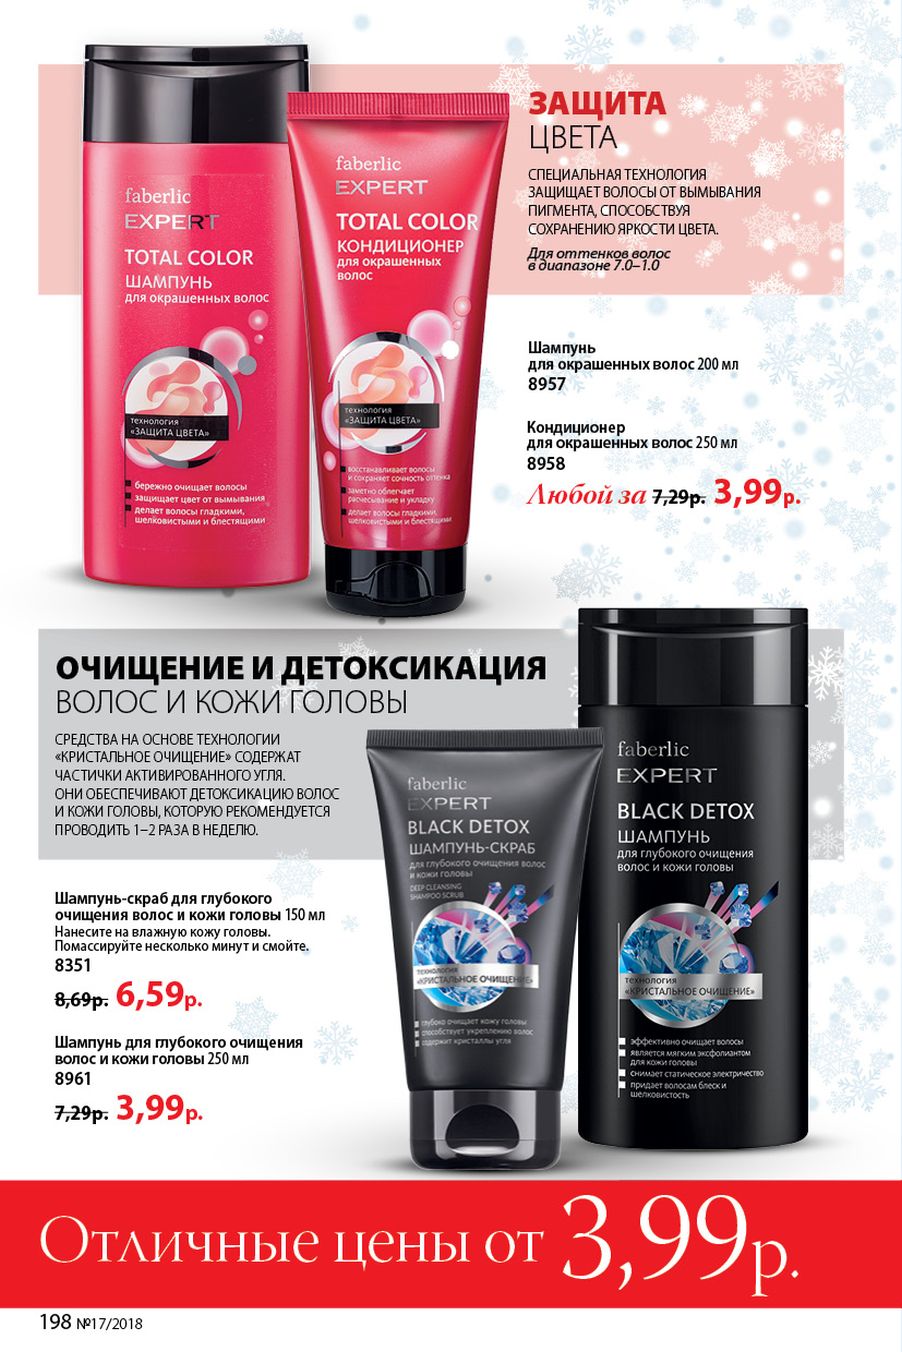 ЗАЩИТА
ЦВЕТА
СПЕЦИАЛЬНАЯ ТЕХНОЛОГИЯ
ЗАЩИЩАЕТ ВОЛОСЫ ОТ ВЫМЫВАНИЯ
ПИГМЕНТА, СПОСОБСТВУЯ
СОХРАНЕНИЮ ЯРКОСТИ ЦВЕТА.
Для оттенков волос
в диапазоне 7.0–1.0
faberlic
EXPERT
TOTAL COLOR
ШАМПУНЬ
для окрашенных волос
ТЕХНОЛОГИЯ
«ЗАЩИТА ЦВЕТА»
бережно очищает волосы
защищает цвет от вымывания
делает волосы гладкими,
шелковистыми и блестящими
faberlic
EXPERT
TOTAL COLOR
КОНДИЦИОНЕР
для окрашенных
волос
ТЕХНОЛОГИЯ
«ЗАЩИТА ЦВЕТА»
восстанавливает волосы
и сохраняет сочность оттенка
заметно облегчает
расчесывание и укладку
делает волосы гладкими,
шелковистыми и блестящими
Шампунь
для окрашенных волос 200 мл
8957
Кондиционер
для окрашенных волос 250 мл
8958
Любой за 7,29р. 3,99р.
ОЧИЩЕНИЕ И ДЕТОКСИКАЦИЯ
ВОЛОС И КОЖИ ГОЛОВЫ
СРЕДСТВА НА ОСНОВЕ ТЕХНОЛОГИИ
«КРИСТАЛЬНОЕ ОЧИЩЕНИЕ» СОДЕРЖАТ
ЧАСТИЧКИ АКТИВИРОВАННОГО УГЛЯ.
ОНИ ОБЕСПЕЧИВАЮТ ДЕТОКСИКАЦИЮ ВОЛОС
И КОЖИ ГОЛОВЫ, КОТОРУЮ РЕКОМЕНДУЕТСЯ
ПРОВОДИТЬ 1–2 РАЗА В НЕДЕЛЮ.
Шампунь-скраб для глубокого
очищения волос и кожи головы 150 мл
Нанесите на влажную кожу головы.
Помассируйте несколько минут и смойте.
8351
8,69р. 6,59р.
Шампунь для глубокого очищения
волос и кожи головы 250 мл
8961
7,29р. 3,99р.
faberlic
EXPERT
BLACK DETOX
ШАМПУНЬ-СКРАБ
для глубокого очищения волос
и кожи головы
DEEP CLEANSING
SHAMPOO SCRUB
ТЕХНОЛОГИЯ
«КРИСТАЛЬНОЕ ОЧИЩЕНИЕ»
глубоко очищает кожу головы
способствует укреплению волос
содержит кристаллы угля
faberlic
EXPERT
BLACK DETOX
ШАМПУНЬ
для глубокого очищения
волос и кожи головы
ТЕХНОЛОГИЯ
«КРИСТАЛЬНОЕ ОЧИЩЕНИЕ»
эффективно очищает волосы
является мягким эксфолиантом
для кожи головы
снимает статическое электричество
придает волосам блеск и
шелковистость
Отличные цены от 3,99р.
198 №17/2018